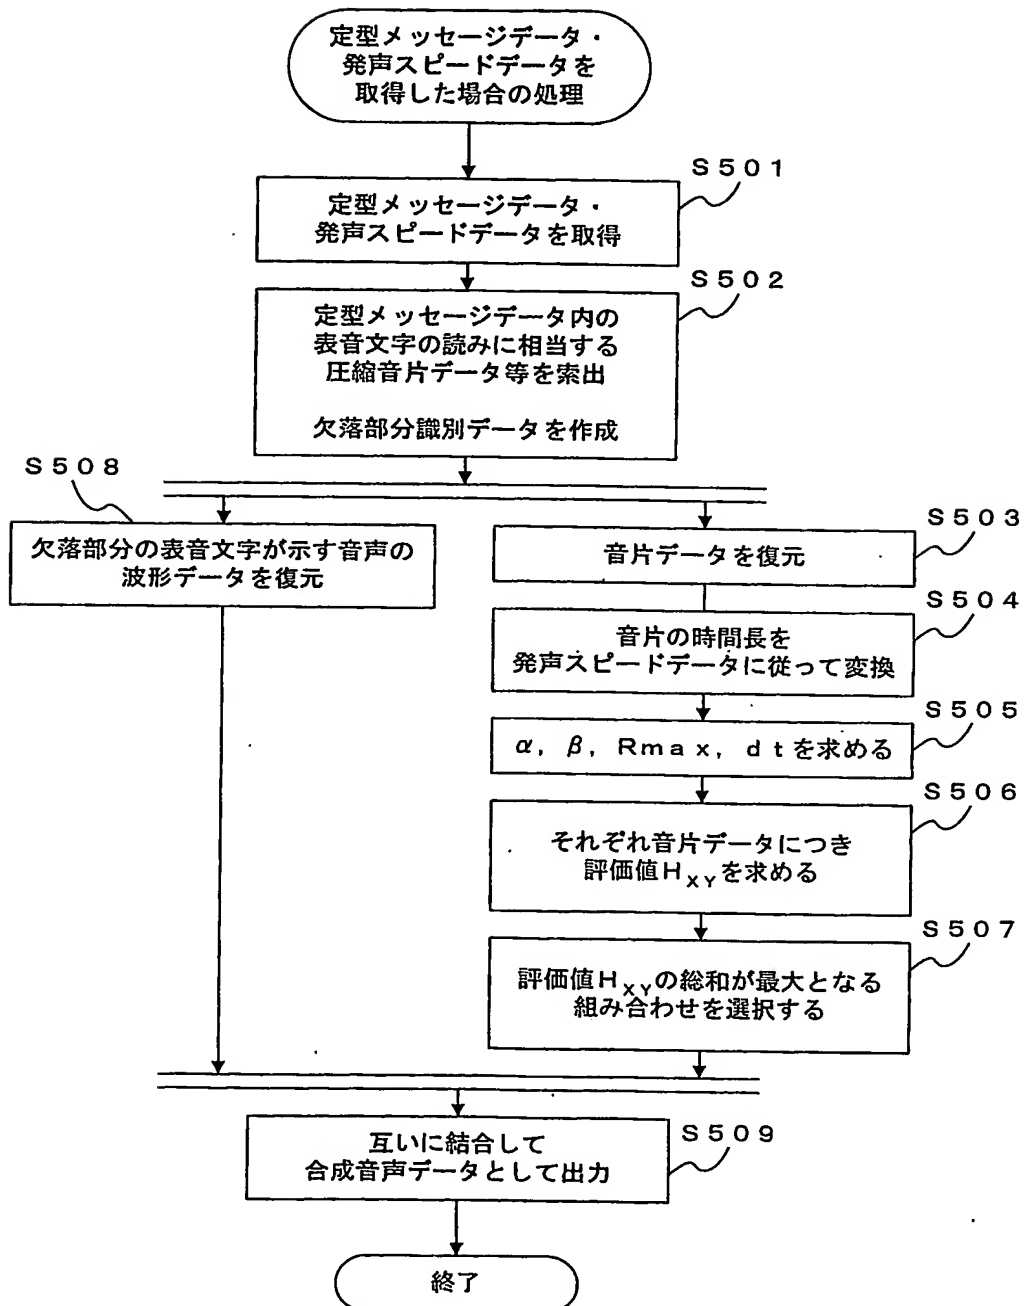 定型メッセージデータ・
発声スピードデータを
取得した場合の処理
S501
定型メッセージデータ・
発声スピードデータを取得
S502
定型メッセージデータ内の
表音文字の読みに相当する
圧縮音片データ等を索出
欠落部分識別データを作成
S508
欠落部分の表音文字が示す音声の
波形データを復元
S503
音片データを復元
S504
音片の時間長を
発声スピードデータに従って変換
S505
α, β, Rmax, dtを求める
S506
それぞれ音片データにつき
評価値HXYを求める
S507
評価値HXYの総和が最大となる
組み合わせを選択する
S509
互いに結合して
合成音声データとして出力
終了